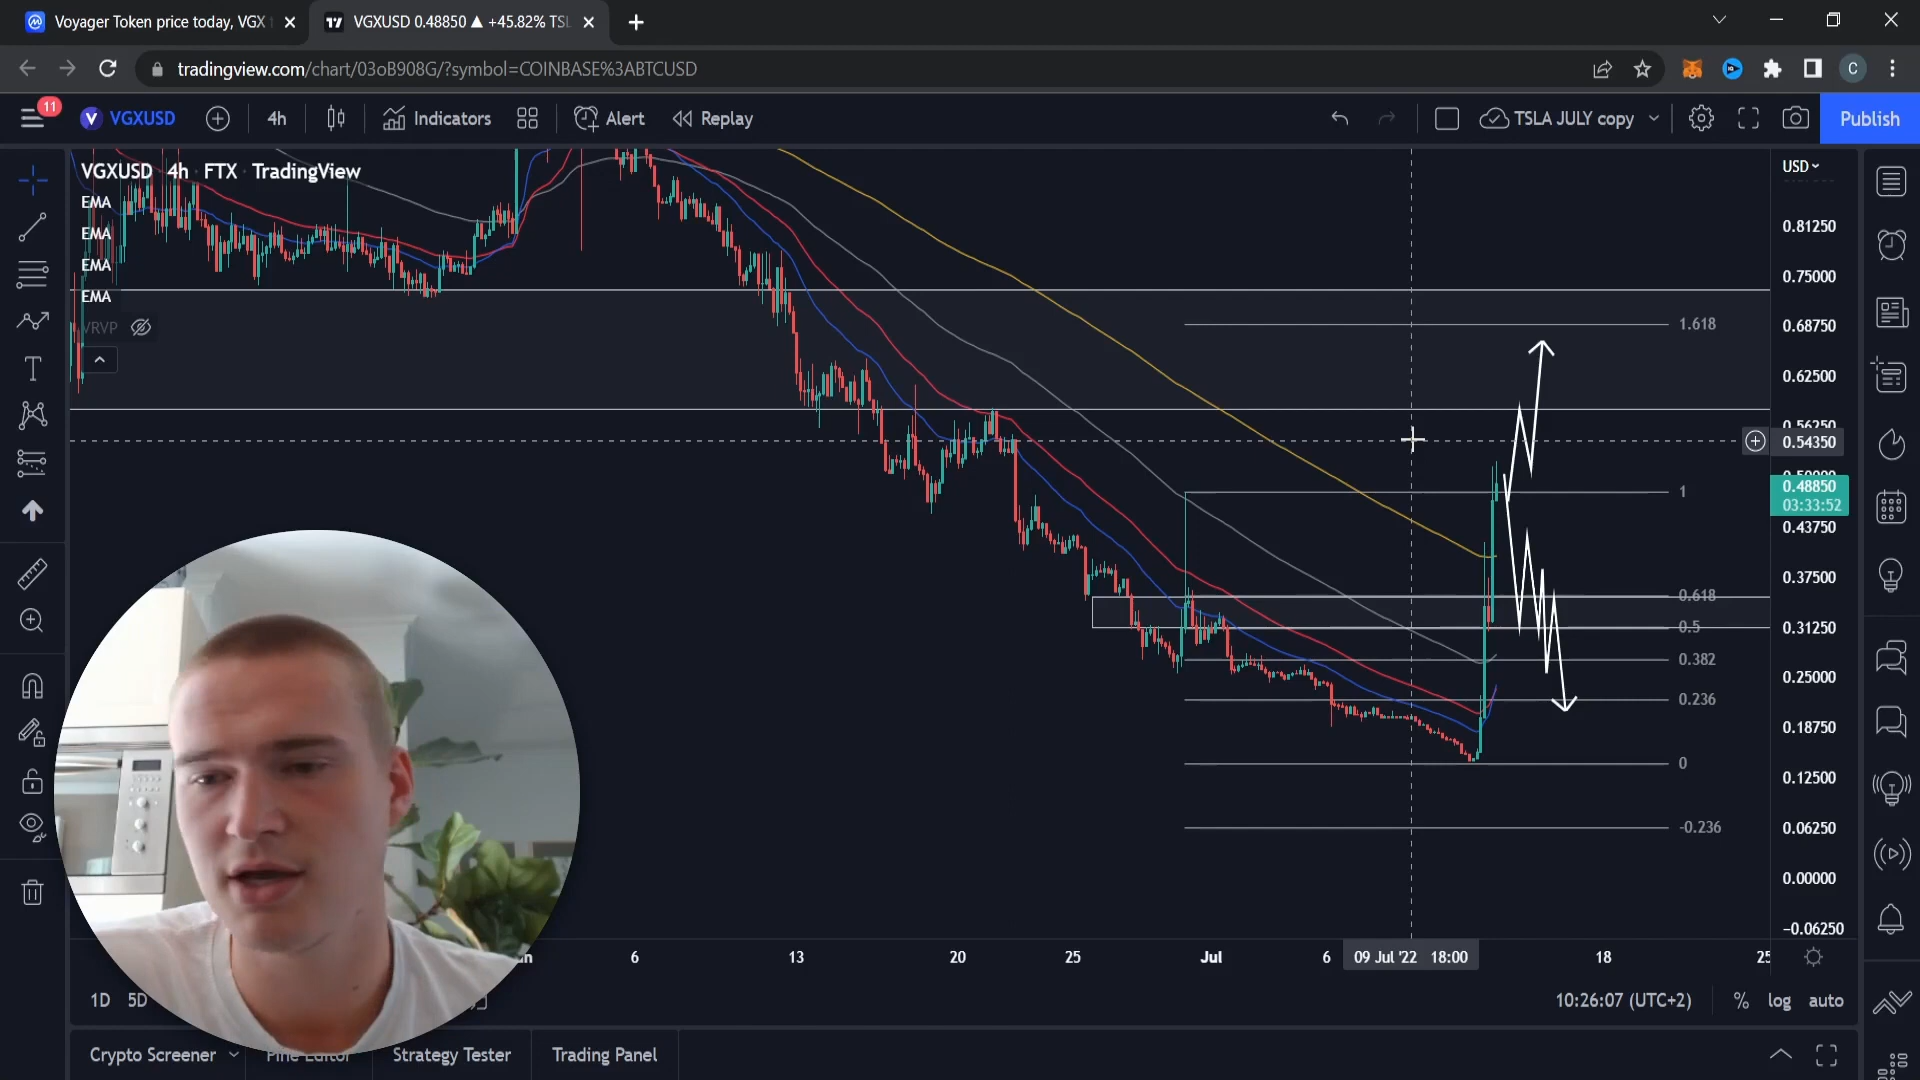 Voyager Token price today, VGX
VGXUSD 0.48850 ▲ +45.82% TSL
tradingview.com/chart/03oB908G/?symbol=COINBASE%3ABTCUSD
C
11
VGXUSD
4h
Indicators
Alert
Replay
TSLA JULY copy
Publish
VGXUSD 4h · FTX · TradingView
EMA
EMA
EMA
EMA
VRVP
USD
0.81250
0.75000
0.68750
0.62500
0.56250
0.54350
0.48850
03:33:52
0.43750
0.37500
0.31250
0.25000
0.18750
0.12500
0.06250
0.00000
−0.06250
1.618
1
0.618
0.5
0.382
0.236
0
-0.236
6
13
20
25
Jul
6
09 Jul '22 18:00
18
25
1D 5D
10:26:07 (UTC+2)
% log auto
Crypto Screener
Pine Editor
Strategy Tester
Trading Panel